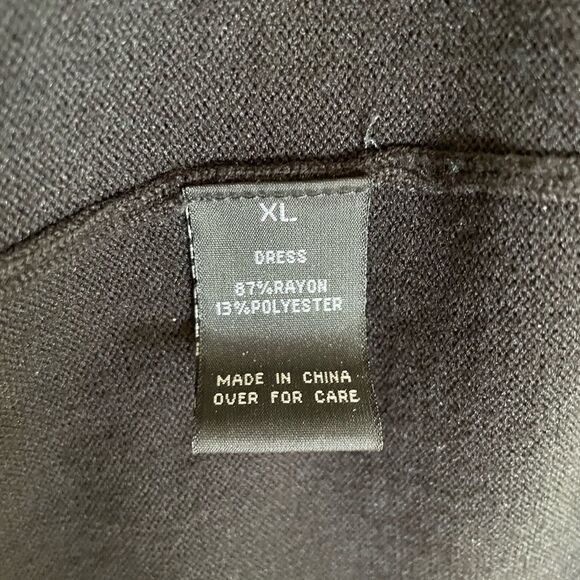 XL
DRESS
87%RAYON
13%POLYESTER
MADE IN CHINA
OVER FOR CARE